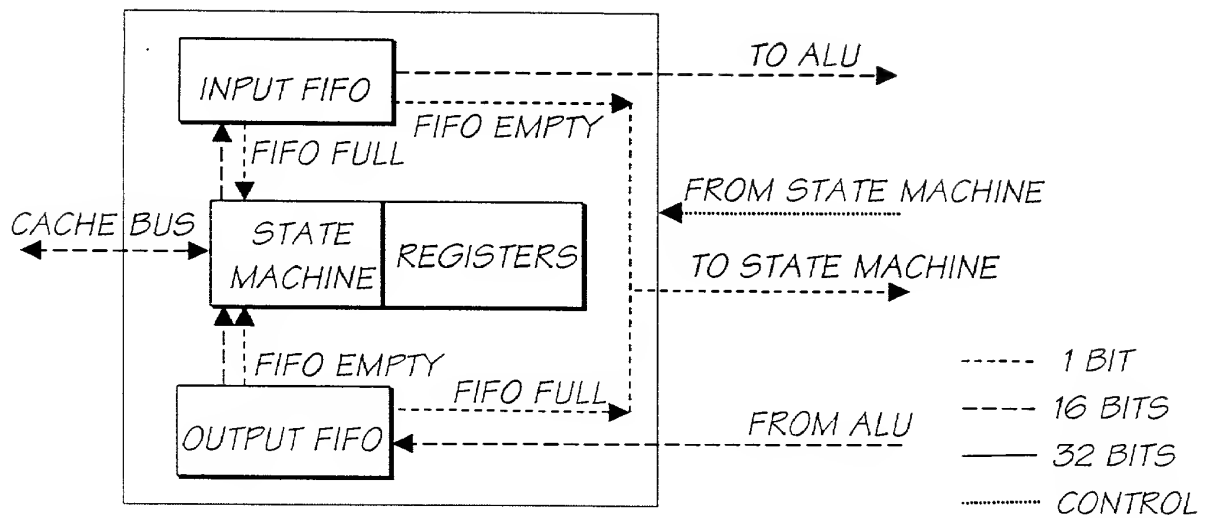 INPUT FIFO
TO ALU
FIFO EMPTY
FIFO FULL
FROM STATE MACHINE
CACHE BUS
STATE
MACHINE
REGISTERS
TO STATE MACHINE
FIFO EMPTY
FIFO FULL
OUTPUT FIFO
FROM ALU
1 BIT
16 BITS
32 BITS
CONTROL